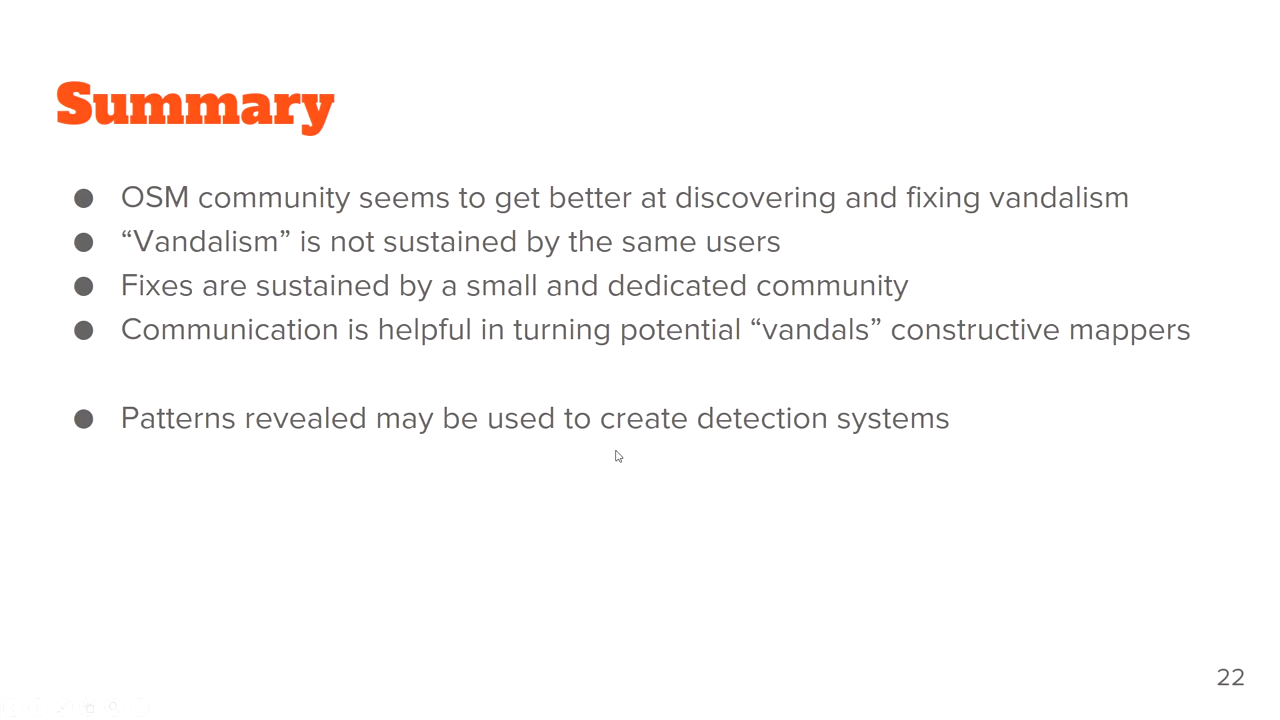 Summary
● OSM community seems to get better at discovering and fixing vandalism
● “Vandalism” is not sustained by the same users
● Fixes are sustained by a small and dedicated community
● Communication is helpful in turning potential “vandals” constructive mappers
● Patterns revealed may be used to create detection systems
22